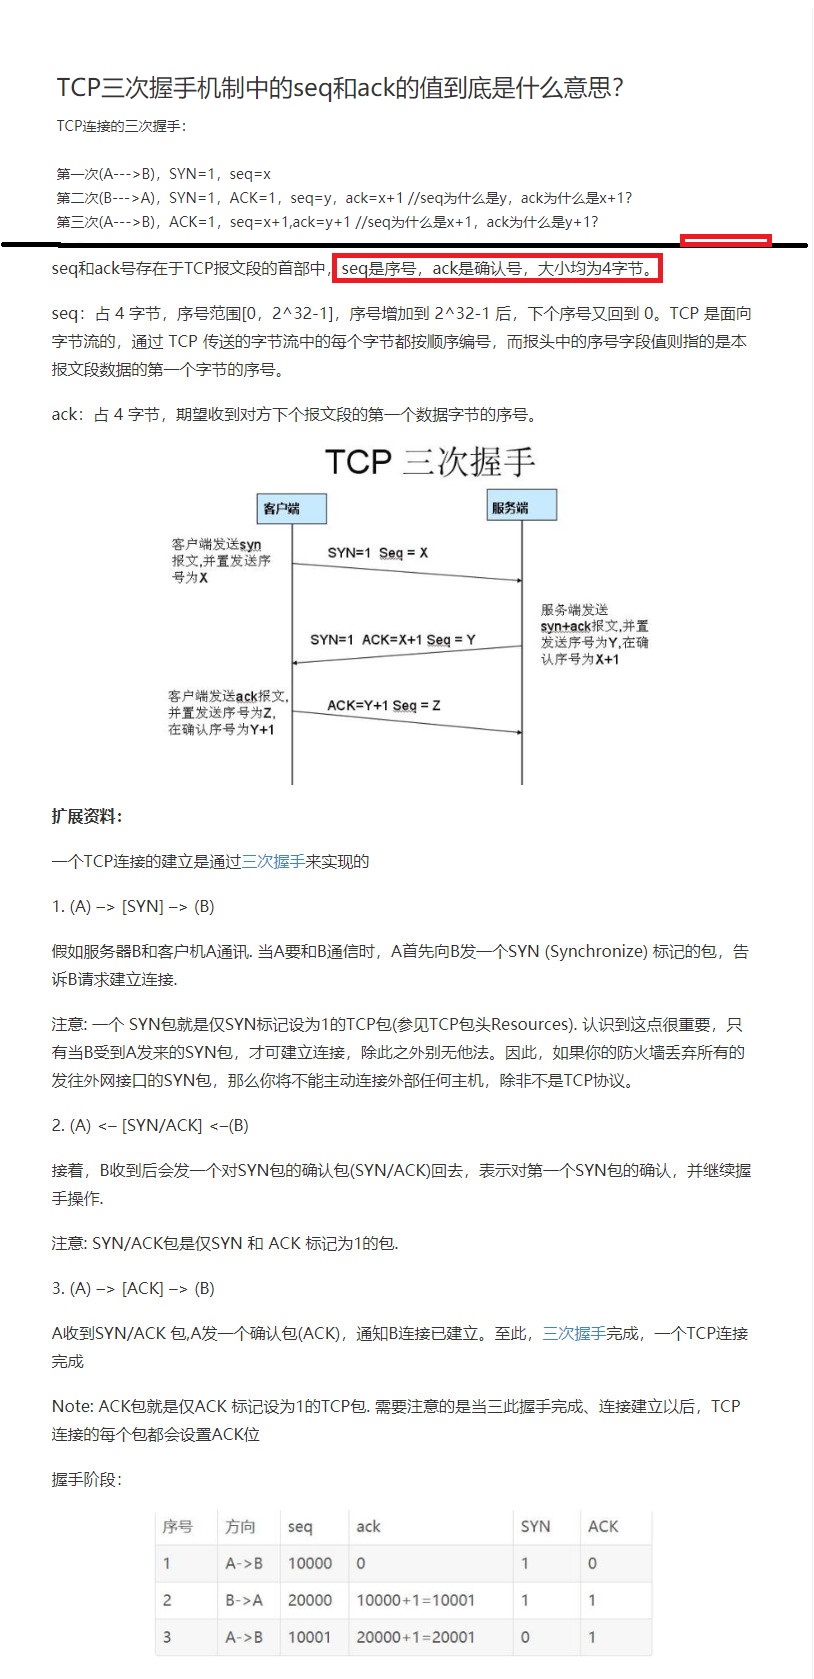 TCP三次握手机制中的seq和ack的值到底是什么意思?
TCP连接的三次握手：
第一次(A--->B)，SYN=1，seq=x
第二次(B--->A)，SYN=1，ACK=1，seq=y，ack=x+1 //seq为什么是y，ack为什么是x+1?
第三次(A--->B)，ACK=1，seq=x+1,ack=y+1 //seq为什么是x+1，ack为什么是y+1?
seq和ack号存在于TCP报文段的首部中，seq是序号，ack是确认号，大小均为4字节。
seq：占 4 字节，序号范围[0，2^32-1]，序号增加到 2^32-1 后，下个序号又回到 0。TCP 是面向
字节流的，通过 TCP 传送的字节流中的每个字节都按顺序编号，而报头中的序号字段值则指的是本
报文段数据的第一个字节的序号。
ack：占 4 字节，期望收到对方下个报文段的第一个数据字节的序号。
TCP 三次握手
客户端
服务端
客户端发送syn
报文,并置发送序
号为X
SYN=1 Seq = X
服务端发送
syn+ack报文,并置
发送序号为Y,在确
认序号为X+1
SYN=1 ACK=X+1 Seq = Y
客户端发送ack报文,
并置发送序号为Z,
在确认序号为Y+1
ACK=Y+1 Seq = Z
扩展资料：
一个TCP连接的建立是通过三次握手来实现的
1. (A) –> [SYN] –> (B)
假如服务器B和客户机A通讯. 当A要和B通信时，A首先向B发一个SYN (Synchronize) 标记的包，告
诉B请求建立连接.
注意: 一个 SYN包就是仅SYN标记设为1的TCP包(参见TCP包头Resources). 认识到这点很重要，只
有当B受到A发来的SYN包，才可建立连接，除此之外别无他法。因此，如果你的防火墙丢弃所有的
发往外网接口的SYN包，那么你将不能主动连接外部任何主机，除非不是TCP协议。
2. (A) <– [SYN/ACK] <–(B)
接着，B收到后会发一个对SYN包的确认包(SYN/ACK)回去，表示对第一个SYN包的确认，并继续握
手操作.
注意: SYN/ACK包是仅SYN 和 ACK 标记为1的包.
3. (A) –> [ACK] –> (B)
A收到SYN/ACK 包,A发一个确认包(ACK)，通知B连接已建立。至此，三次握手完成，一个TCP连接
完成
Note: ACK包就是仅ACK 标记设为1的TCP包. 需要注意的是当三此握手完成、连接建立以后，TCP
连接的每个包都会设置ACK位
握手阶段：
序号 方向 seq ack SYN ACK
1 A->B 10000 0 1 0
2 B->A 20000 10000+1=10001 1 1
3 A->B 10001 20000+1=20001 0 1